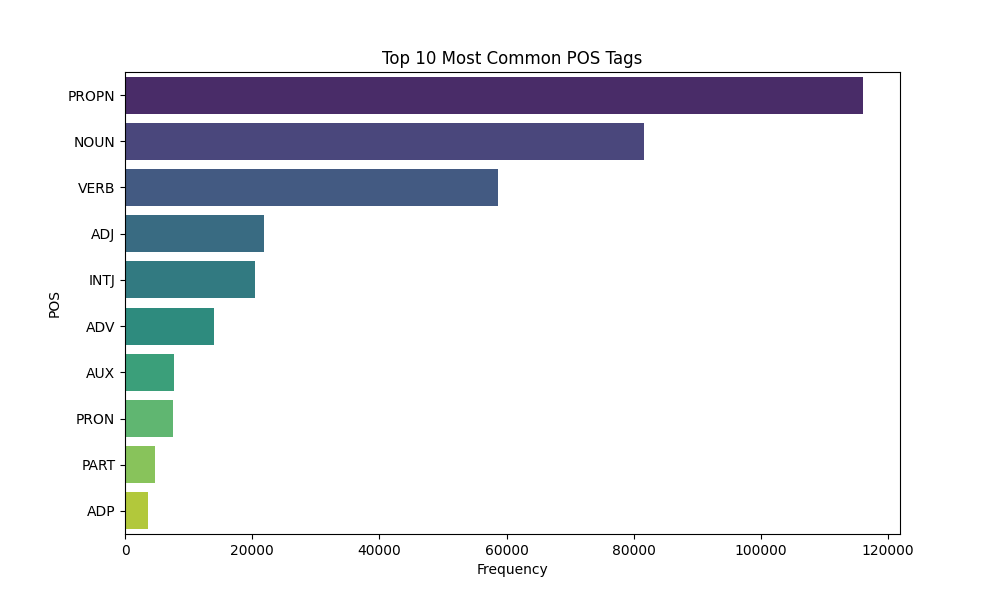 Top 10 Most Common POS Tags
POS
PROPN
NOUN
VERB
ADJ
INTJ
ADV
AUX
PRON
PART
ADP
0 20000 40000 60000 80000 100000 120000
Frequency